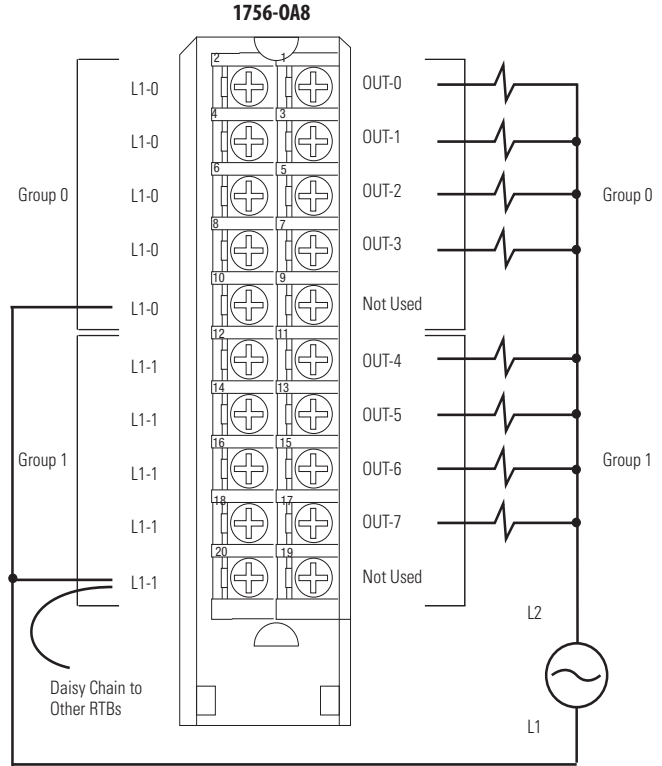 1756-OA8
2 1
L1-0 OUT-0
4 3
L1-0 OUT-1
6 5
Group 0 L1-0 OUT-2 Group 0
8 7
L1-0 OUT-3
10 9
L1-0 Not Used
12 11
L1-1 OUT-4
14 13
L1-1 OUT-5
16 15
Group 1 L1-1 OUT-6 Group 1
18 17
L1-1 OUT-7
20 19
L1-1 Not Used
L2
Daisy Chain to
Other RTBs
L1